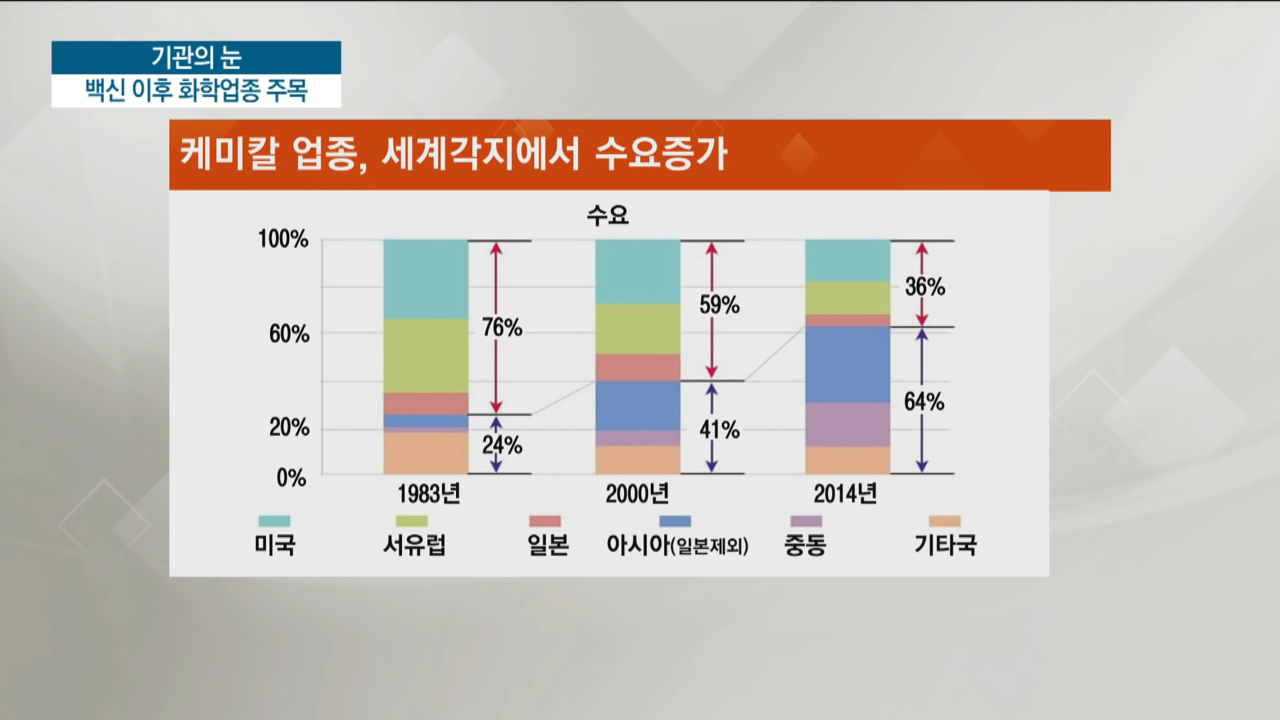 기관의 눈
백신 이후 화학업종 주목
케미칼 업종, 세계각지에서 수요증가
수요
100%
60%
20%
0%
76%
24%
59%
41%
36%
64%
1983년
2000년
2014년
미국
서유럽
일본
아시아(일본제외)
중동
기타국